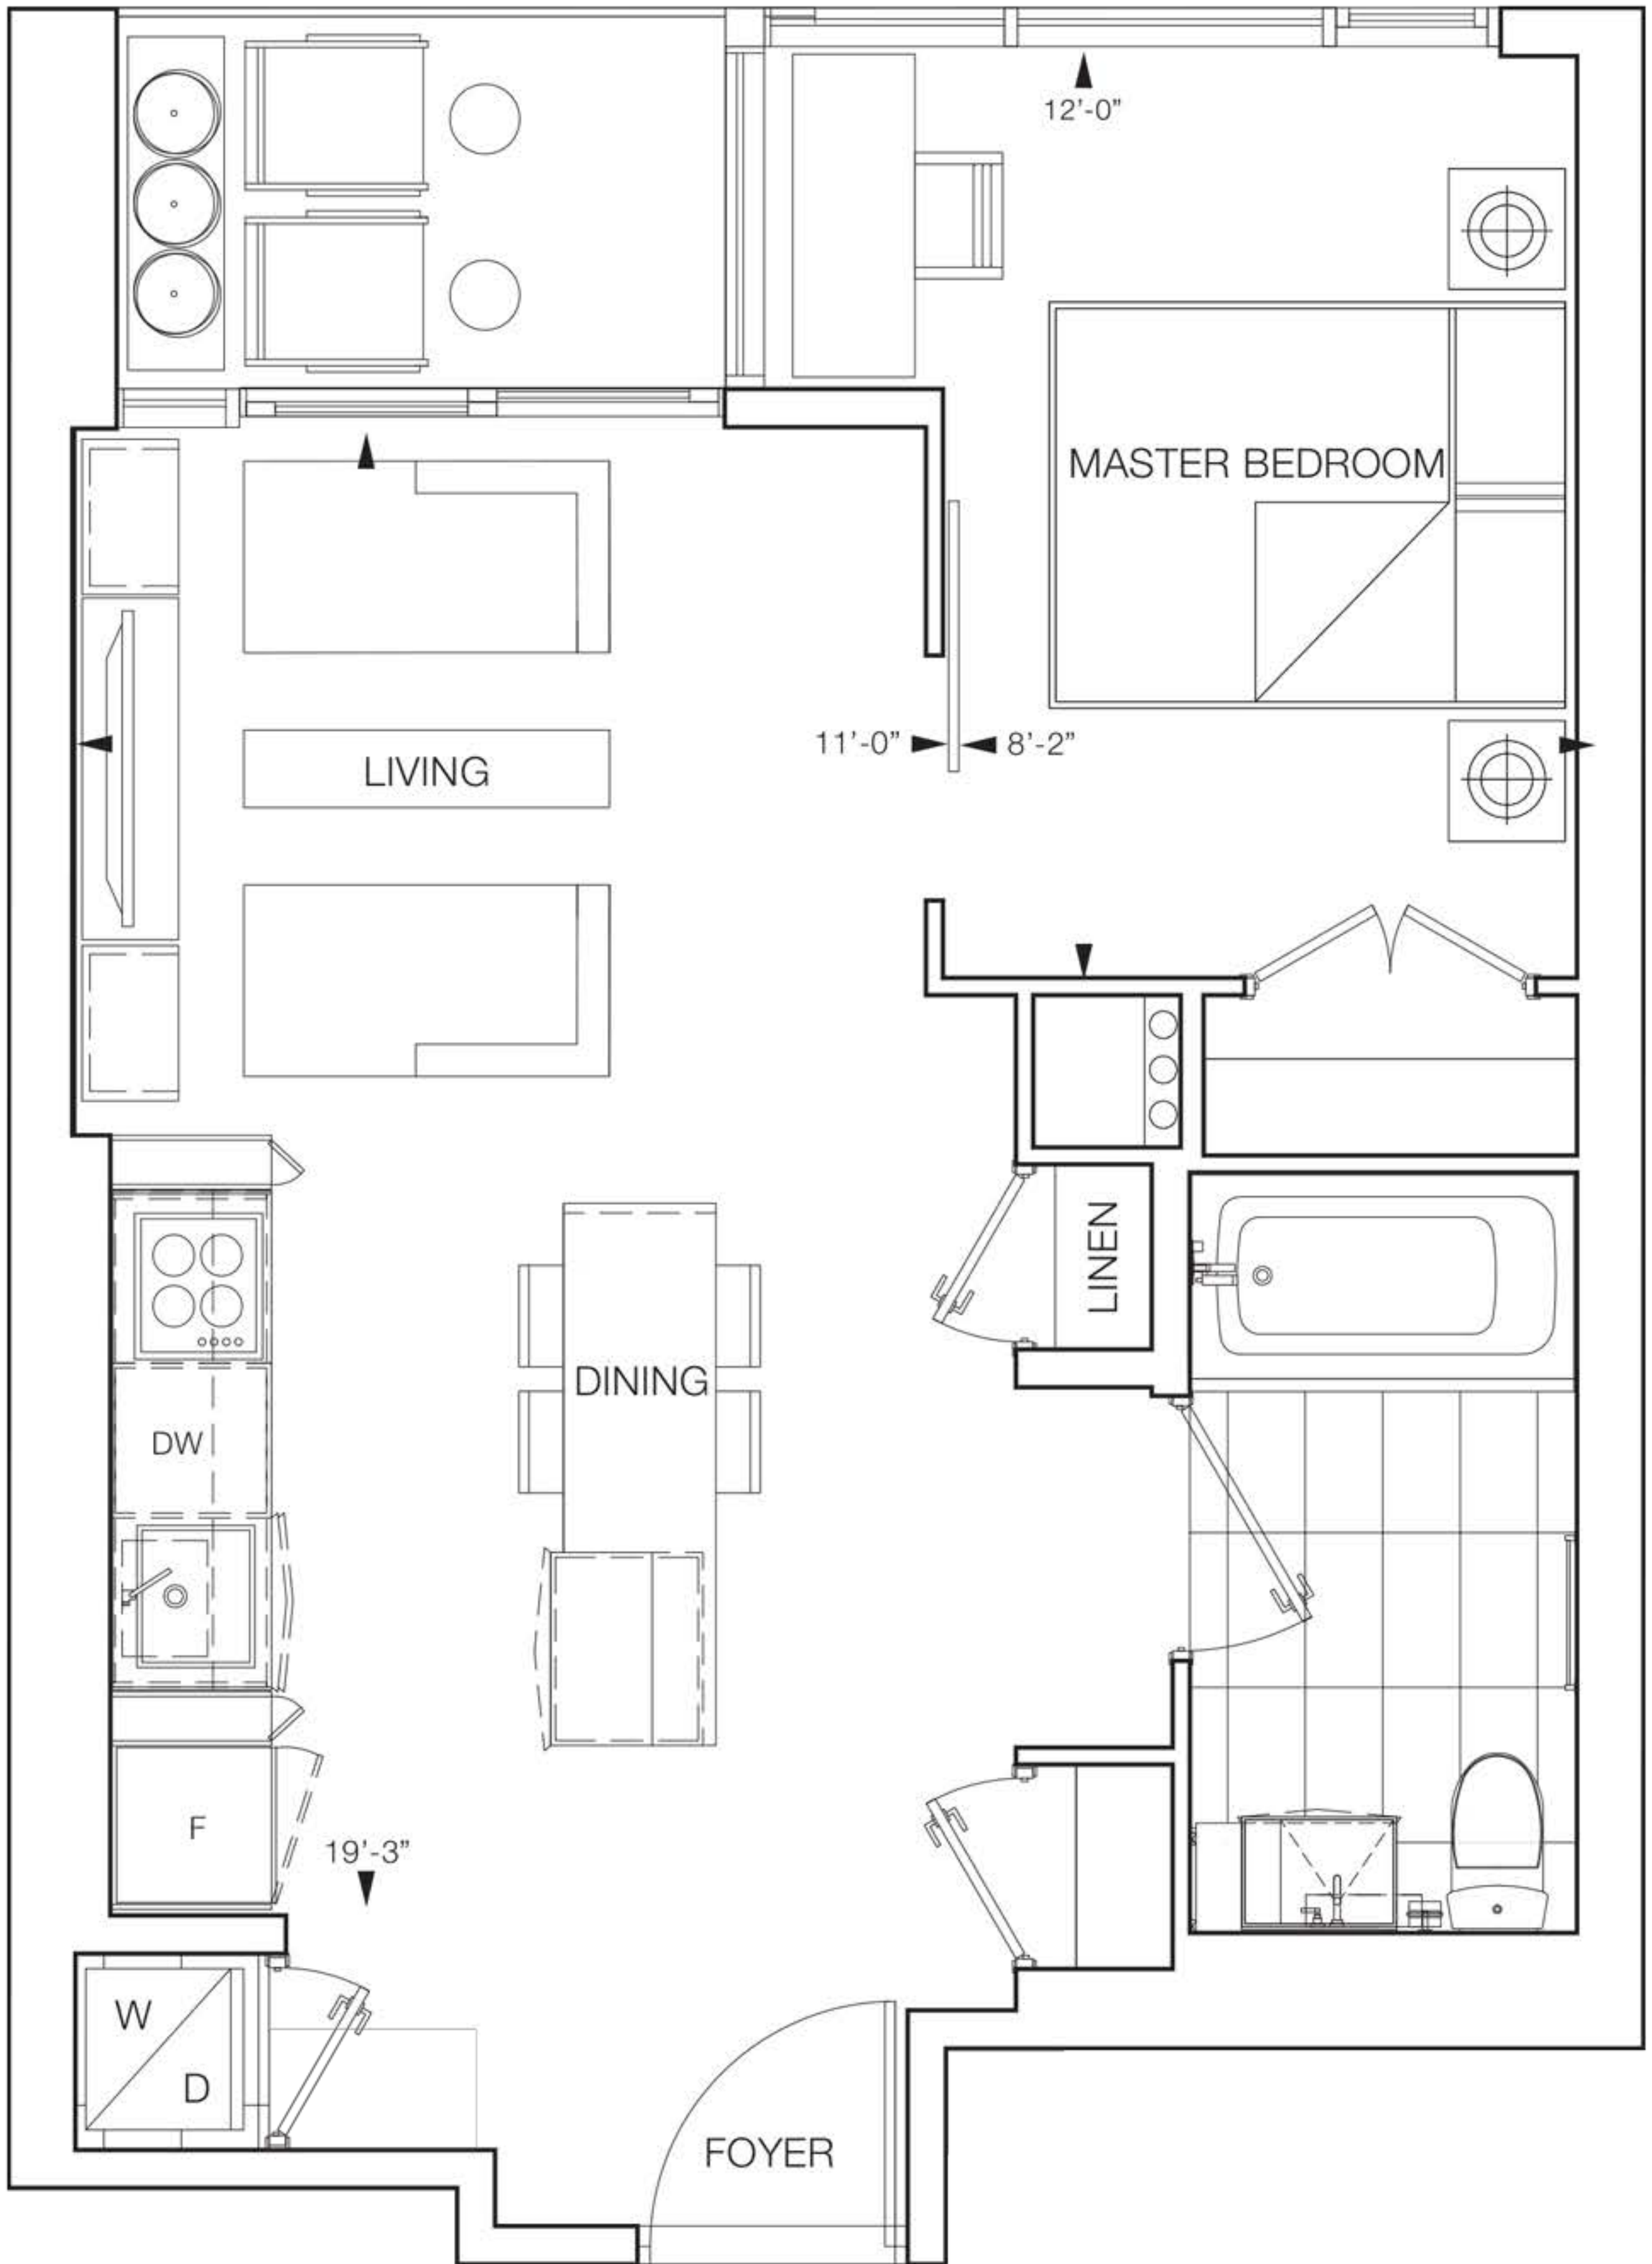 12’-0”
MASTER BEDROOM
11’-0”
8’-2”
LIVING
LINEN
DINING
DW
F
19’-3”
W
D
FOYER